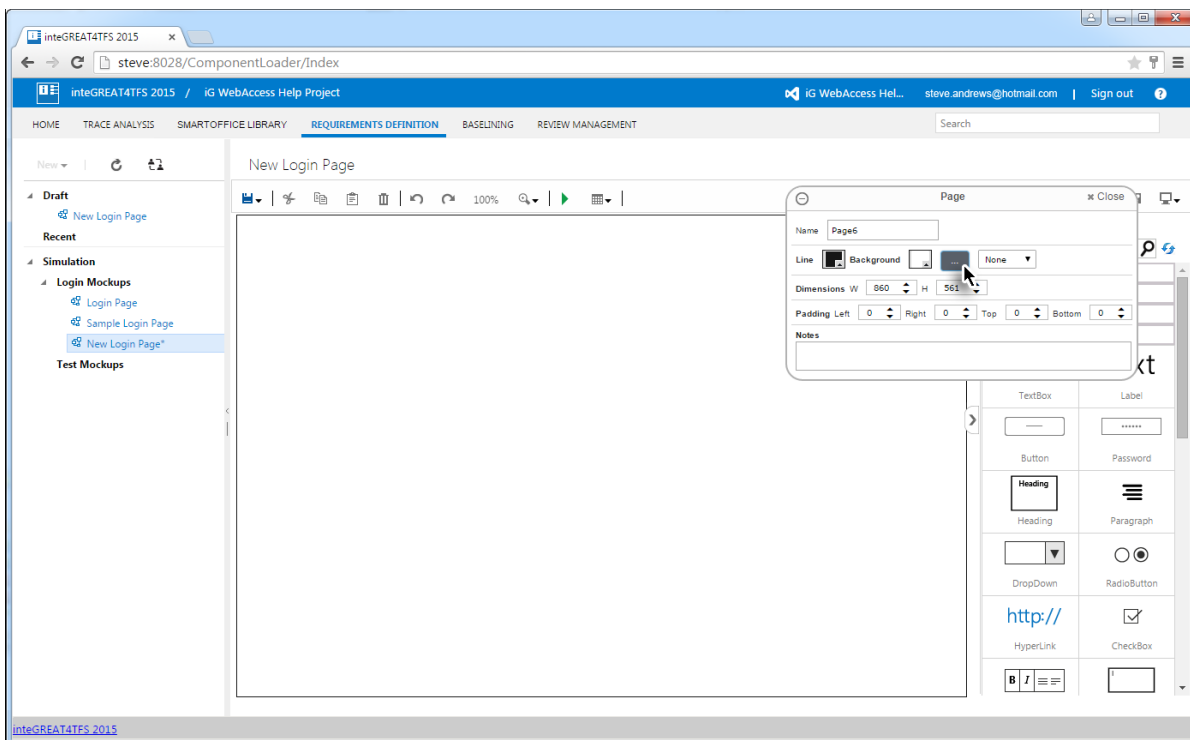 inteGREAT4TFS 2015
steve:8028/ComponentLoader/Index
inteGREAT4TFS 2015 / iG WebAccess Help Project
iG WebAccess Hel...
steve.andrews@hotmail.com | Sign out ?
HOME TRACE ANALYSIS SMARTOFFICE LIBRARY REQUIREMENTS DEFINITION BASELINING REVIEW MANAGEMENT
Search
New
Draft
New Login Page
Recent
Simulation
Login Mockups
Login Page
Sample Login Page
New Login Page*
Test Mockups
New Login Page
100%
Page
Close
Name Page6
Line Background ... None
Dimensions W 860 H 561
Padding Left 0 Right 0 Top 0 Bottom 0
Notes
TextBox Label
Button Password
Heading
Heading Paragraph
DropDown RadioButton
http://
HyperLink CheckBox
B I
inteGREAT4TFS 2015